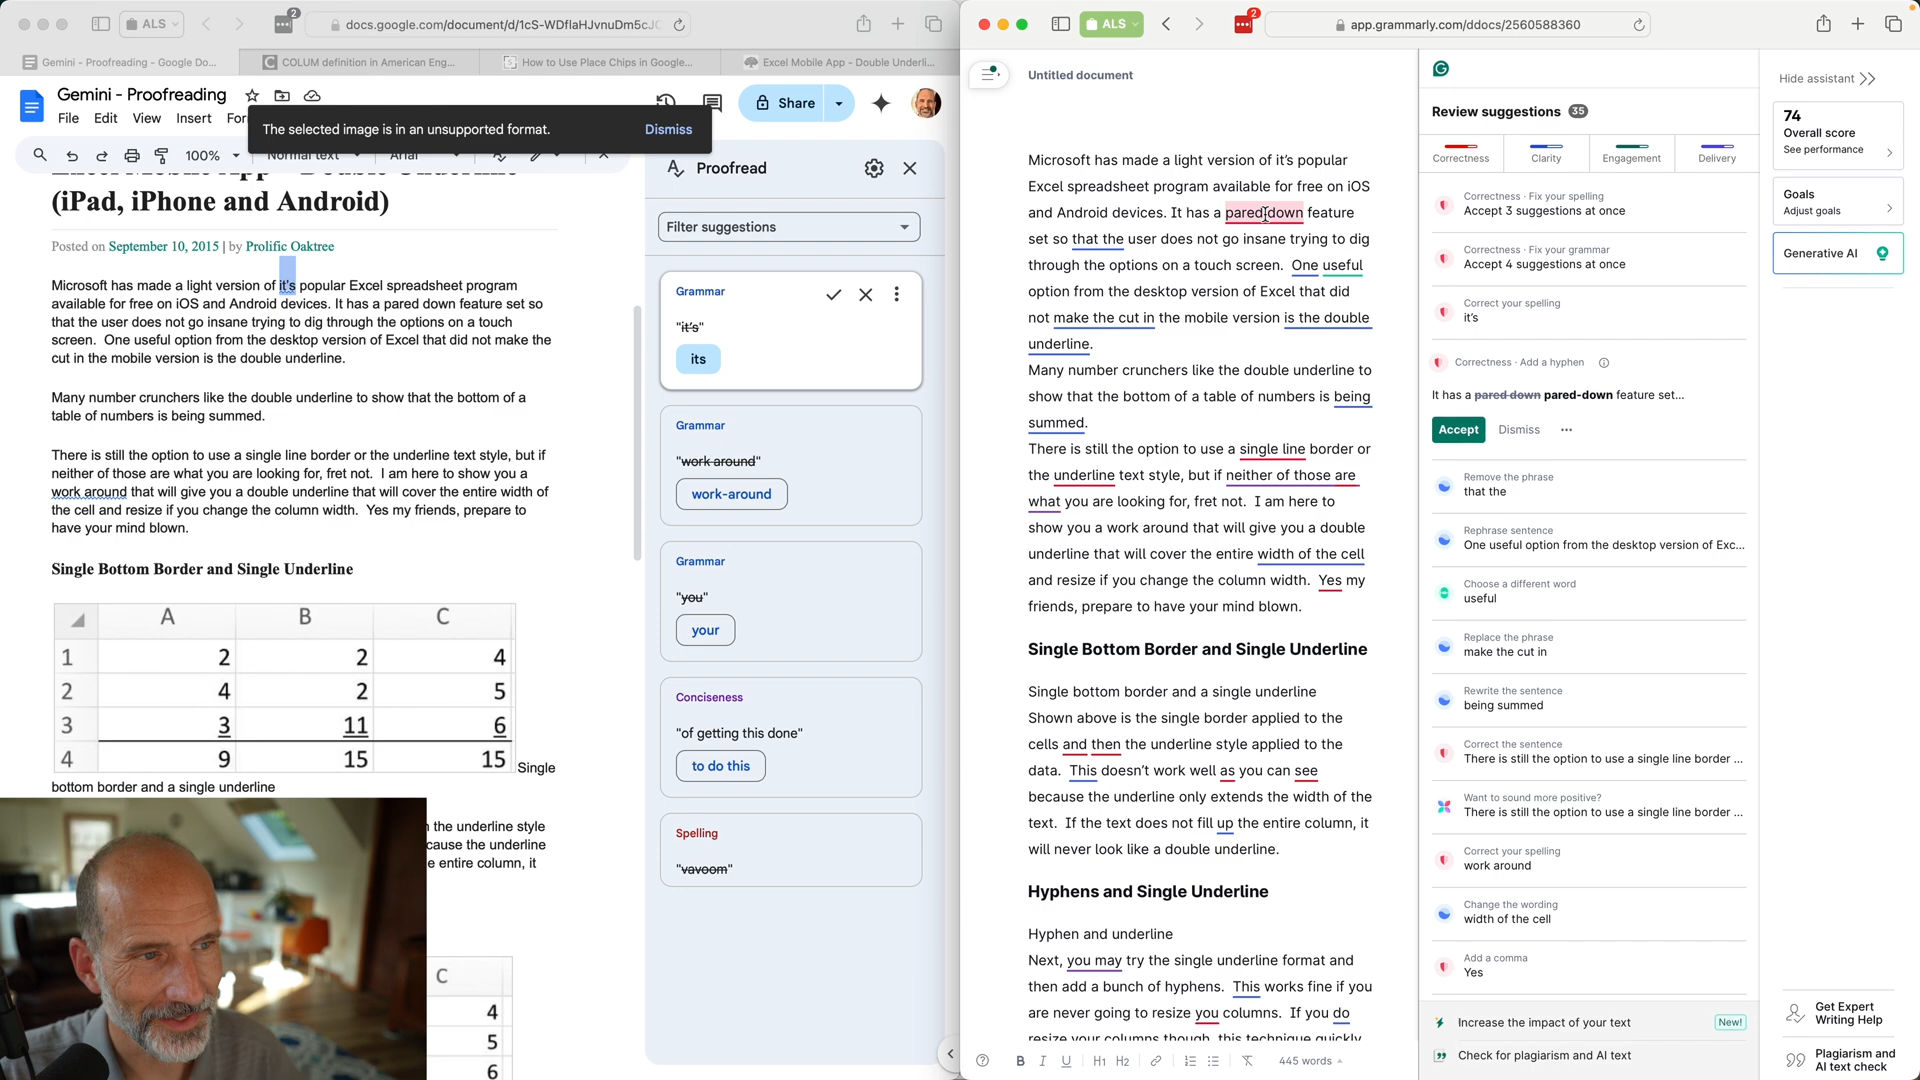 ALS
2
docs.google.com/document/d/1cS-WDflaHJvnuDm5cJC
Gemini - Proofreading - Google Do...
COLUM definition in American Eng...
How to Use Place Chips in Google...
Excel Mobile App - Double Underli...
Gemini - Proofreading
File Edit View Insert For
Share
The selected image is in an unsupported format.
Dismiss
100%
Normal text
Arial
Excel Mobile App - Double Underline
(iPad, iPhone and Android)
Posted on September 10, 2015 | by Prolific Oaktree
Microsoft has made a light version of it's popular Excel spreadsheet program
available for free on iOS and Android devices. It has a pared down feature set so
that the user does not go insane trying to dig through the options on a touch
screen. One useful option from the desktop version of Excel that did not make the
cut in the mobile version is the double underline.
Many number crunchers like the double underline to show that the bottom of a
table of numbers is being summed.
There is still the option to use a single line border or the underline text style, but if
neither of those are what you are looking for, fret not. I am here to show you a
work around that will give you a double underline that will cover the entire width of
the cell and resize if you change the column width. Yes my friends, prepare to
have your mind blown.
Single Bottom Border and Single Underline
A B C
1 2 2 4
2 4 2 5
3 3 11 6
4 9 15 15
Single
bottom border and a single underline
the underline style
cause the underline
e entire column, it
C
4
5
6
Proofread
Filter suggestions
Grammar
"it's"
its
Grammar
"work around"
work-around
Grammar
"you"
your
Conciseness
"of getting this done"
to do this
Spelling
"vavoom"
ALS
2
app.grammarly.com/ddocs/2560588360
Untitled document
Microsoft has made a light version of it's popular
Excel spreadsheet program available for free on iOS
and Android devices. It has a pared down feature
set so that the user does not go insane trying to dig
through the options on a touch screen. One useful
option from the desktop version of Excel that did
not make the cut in the mobile version is the double
underline.
Many number crunchers like the double underline to
show that the bottom of a table of numbers is being
summed.
There is still the option to use a single line border or
the underline text style, but if neither of those are
what you are looking for, fret not. I am here to
show you a work around that will give you a double
underline that will cover the entire width of the cell
and resize if you change the column width. Yes my
friends, prepare to have your mind blown.
Single Bottom Border and Single Underline
Single bottom border and a single underline
Shown above is the single border applied to the
cells and then the underline style applied to the
data. This doesn't work well as you can see
because the underline only extends the width of the
text. If the text does not fill up the entire column, it
will never look like a double underline.
Hyphens and Single Underline
Hyphen and underline
Next, you may try the single underline format and
then add a bunch of hyphens. This works fine if you
are never going to resize you columns. If you do
resize your columns though, this technique quickly
B I U H1 H2
445 words
Review suggestions 35
Correctness
Clarity
Engagement
Delivery
Correctness · Fix your spelling
Accept 3 suggestions at once
Correctness · Fix your grammar
Accept 4 suggestions at once
Correct your spelling
it's
Correctness · Add a hyphen
It has a pared down pared-down feature set...
Accept
Dismiss
Remove the phrase
that the
Rephrase sentence
One useful option from the desktop version of Exc...
Choose a different word
useful
Replace the phrase
make the cut in
Rewrite the sentence
being summed
Correct the sentence
There is still the option to use a single line border ...
Want to sound more positive?
There is still the option to use a single line border ...
Correct your spelling
work around
Change the wording
width of the cell
Add a comma
Yes
Increase the impact of your text
New!
Check for plagiarism and AI text
Hide assistant
74
Overall score
See performance
Goals
Adjust goals
Generative AI
Get Expert
Writing Help
Plagiarism and
AI text check